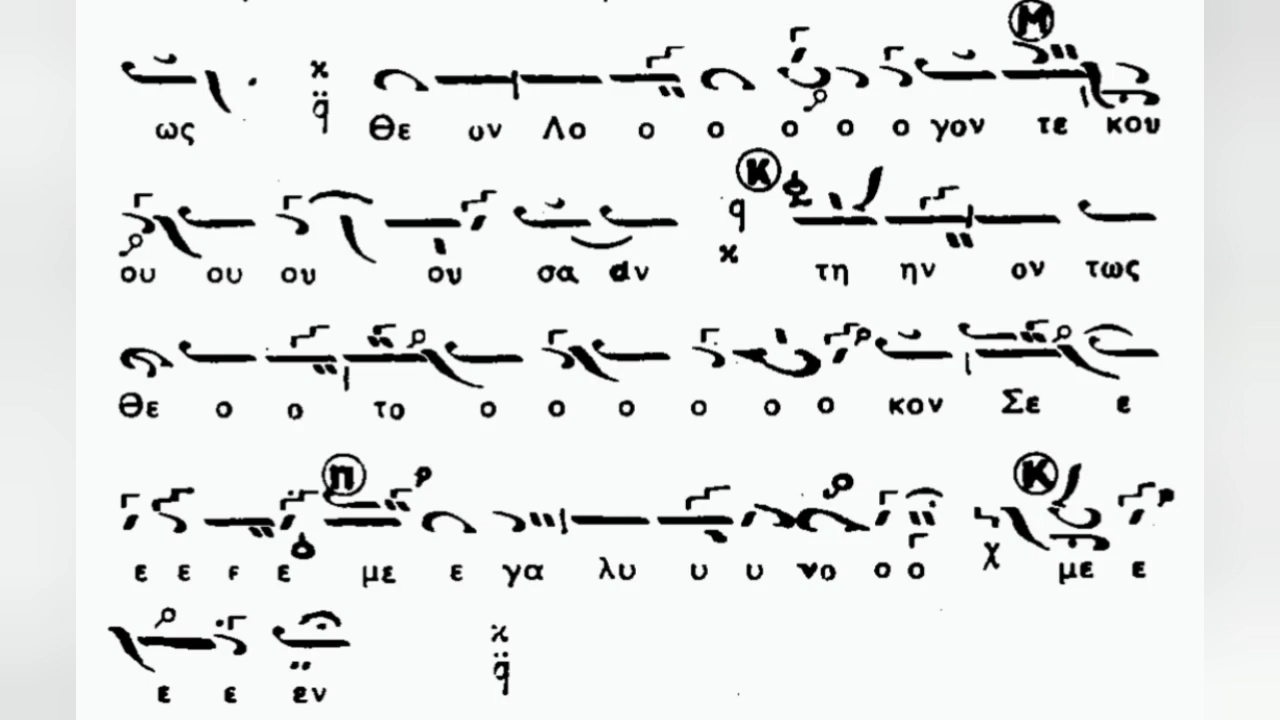 ως Θε ον Λο ο ο ο ο ο γον τε κου
ου ου ου ου σα αν τη ην ον τως
Θε ο ο το ο ο ο ο ο ο κον Σε ε
ε ε ε ε με ε γα λυ υ υ νο ο ο με ε
ε ε εν